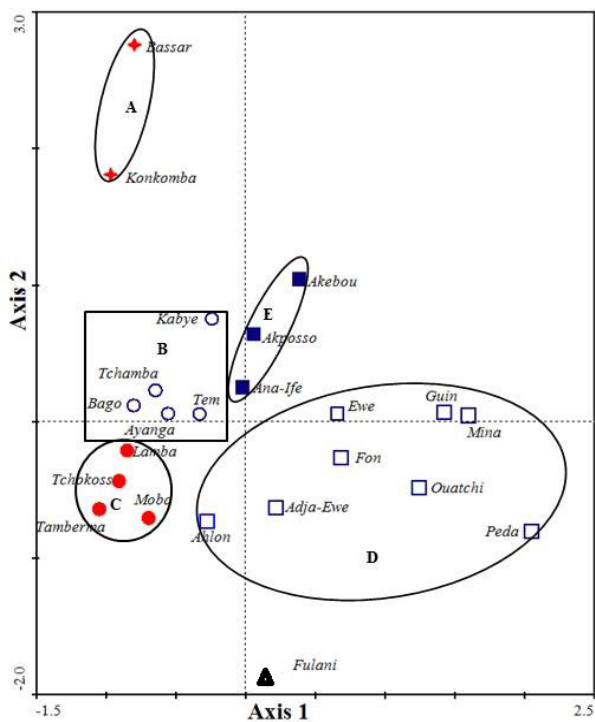 3.0
Bassar
A
Konkomba
Akebou
E
Kabye
Akposso
B
Tchamba
Ana-Ife
Bago
Tem
Ayanga
Ewe
Guin
Mina
Lamba
Fon
Tchokoss
Ouatchi
C
Moba
Tamberma
Adja-Ewe
Ahlon
Peda
D
Fulani
Axis 2
-2.0
-1.5
Axis 1
2.5